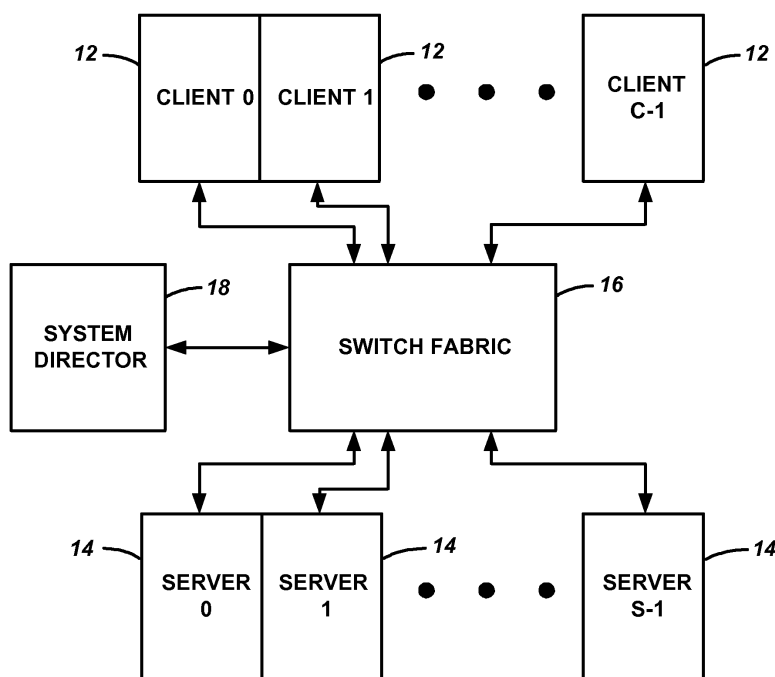 12
CLIENT 0
CLIENT 1
12
CLIENT
C-1
12
SYSTEM
DIRECTOR
18
SWITCH FABRIC
16
14
SERVER
0
SERVER
1
14
SERVER
S-1
14